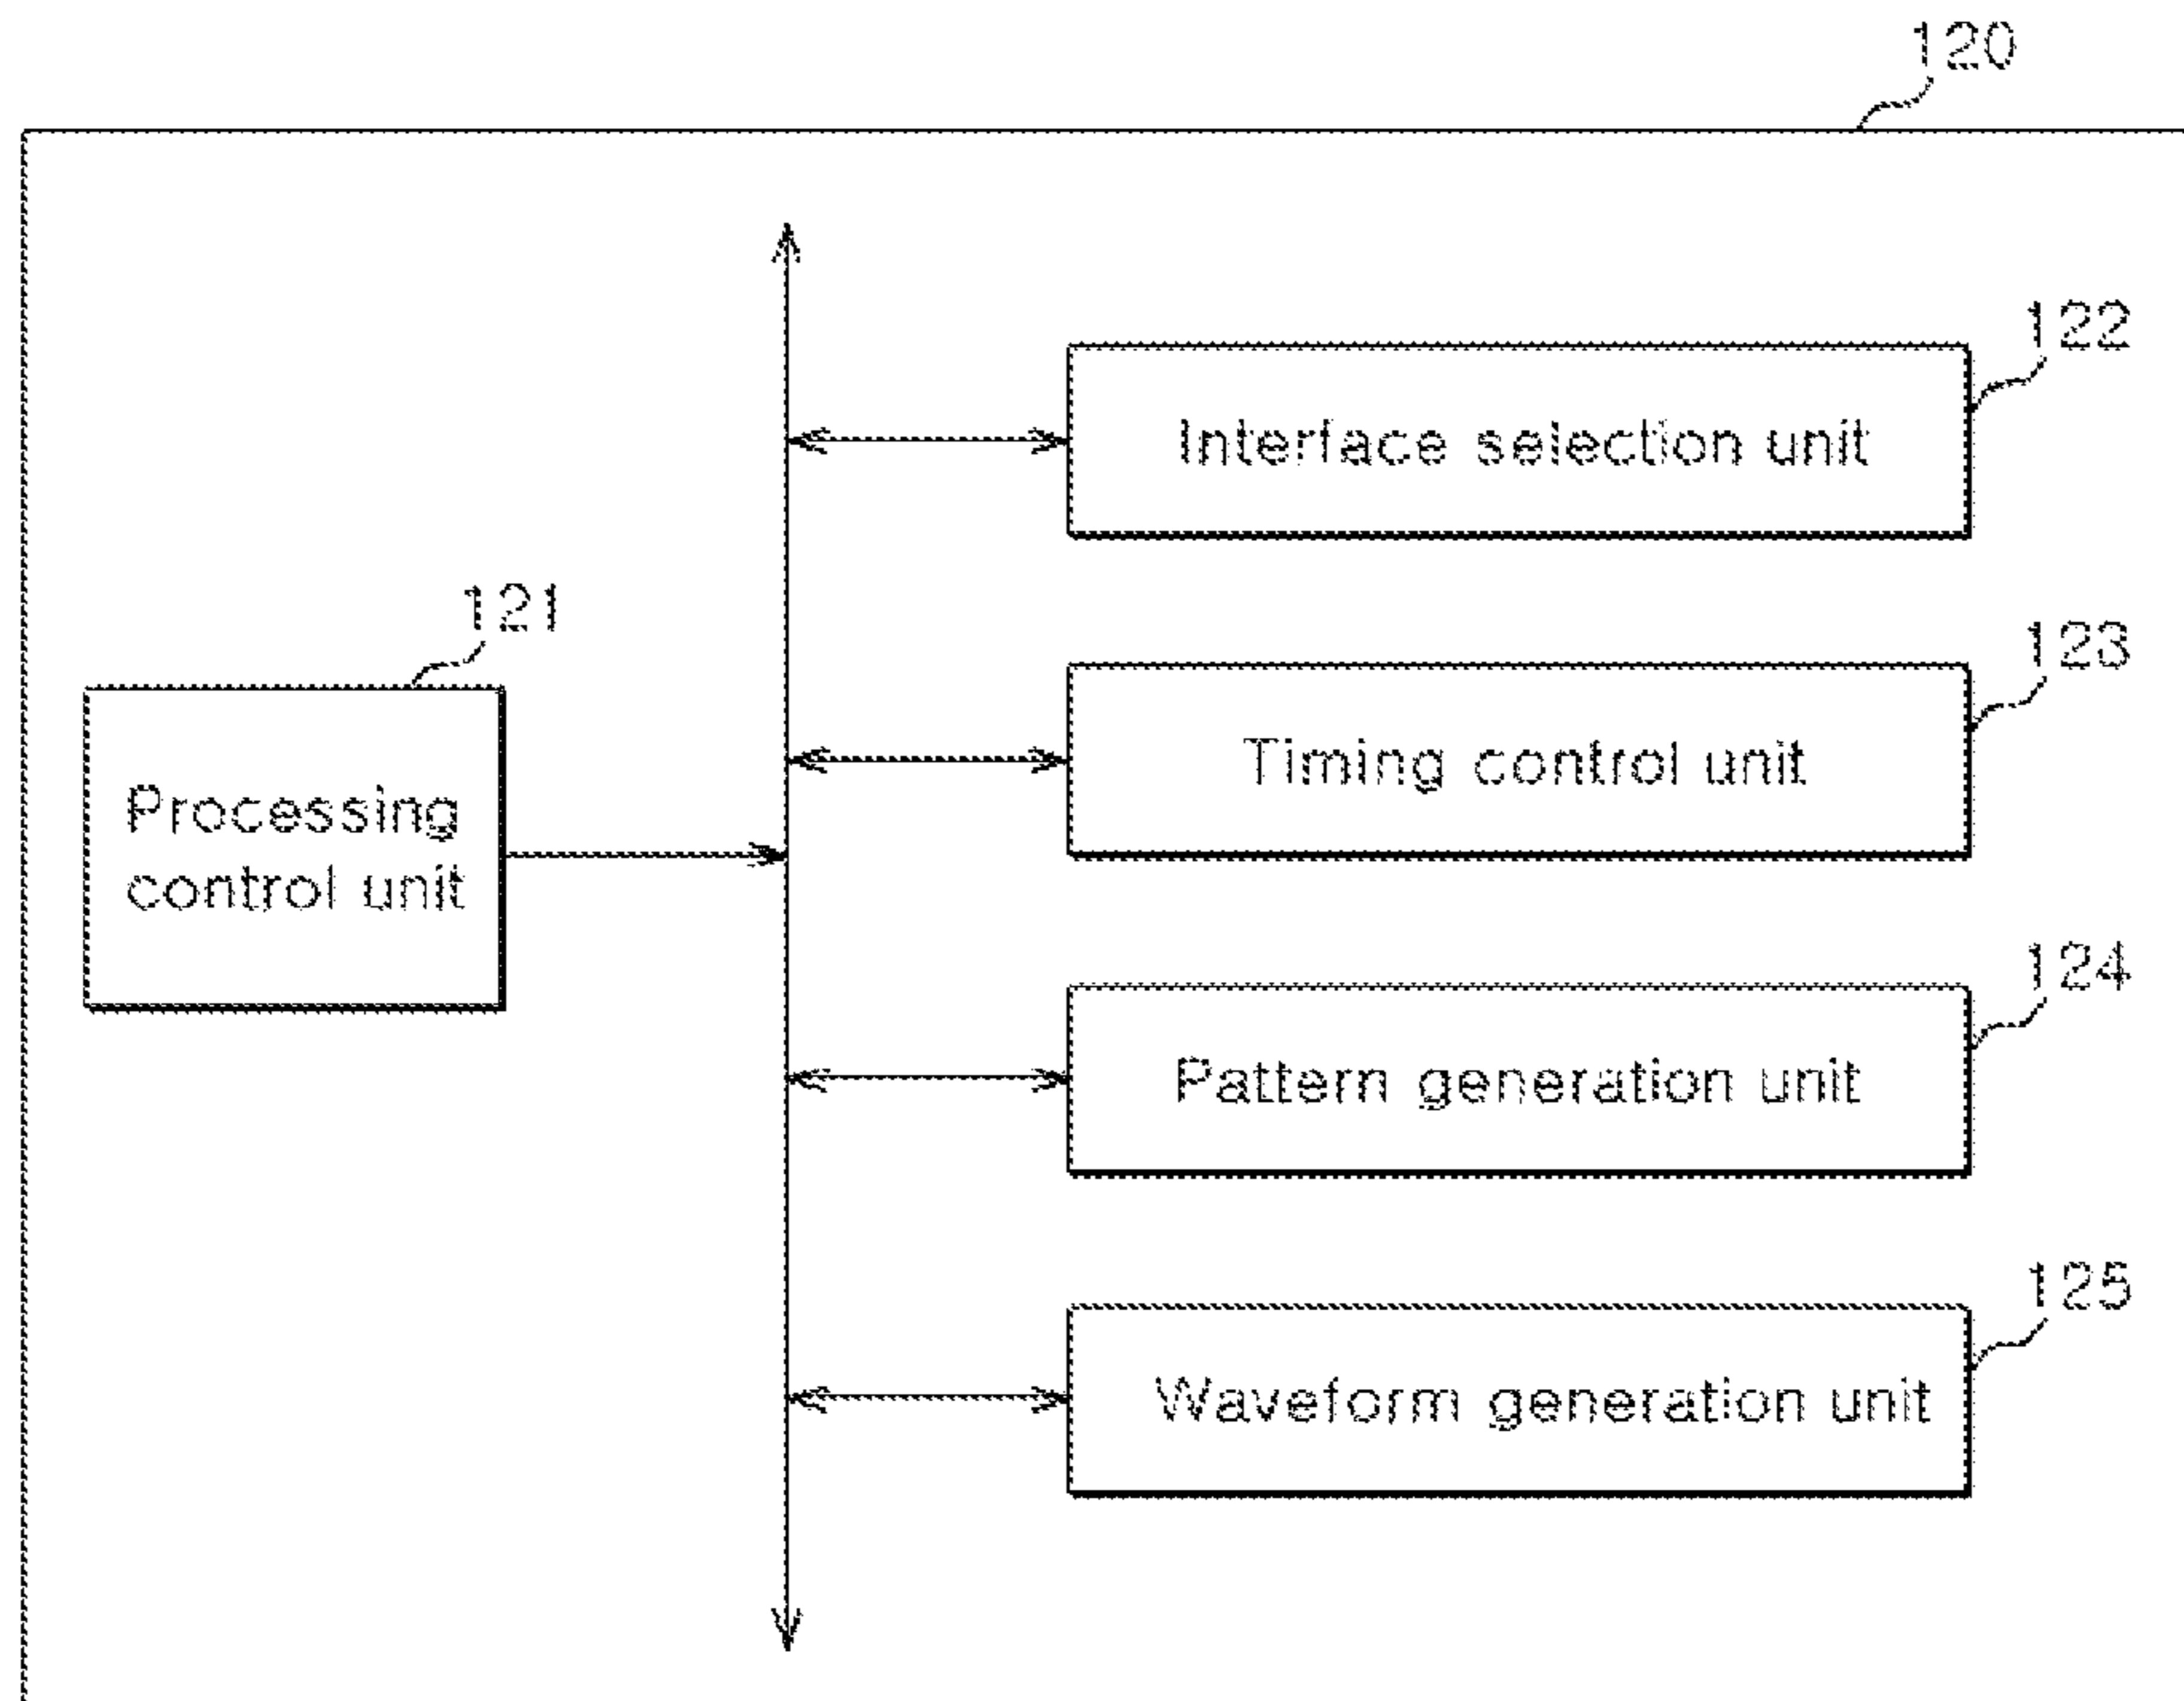 120
122
Interface selection unit
121
123
Timing control unit
Processing
control unit
124
Pattern generation unit
125
Waveform generation unit